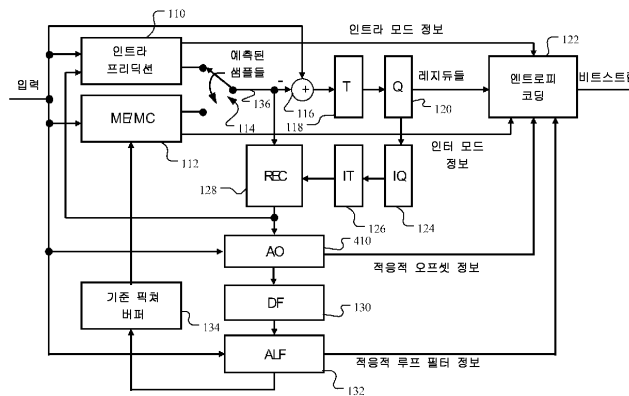 110
인트라 모드 정보
122
인트라
프리딕션
예측된
샘플들
입력
136
116
114
118
T
Q
120
레지듀들
엔트로피
코딩
비트스트림
ME/MC
112
인터 모드
정보
REC
128
IT
126
IQ
124
410
AO
적응적 오프셋 정보
기준 픽쳐
버퍼
134
DF
130
ALF
132
적응적 루프 필터 정보
+
-